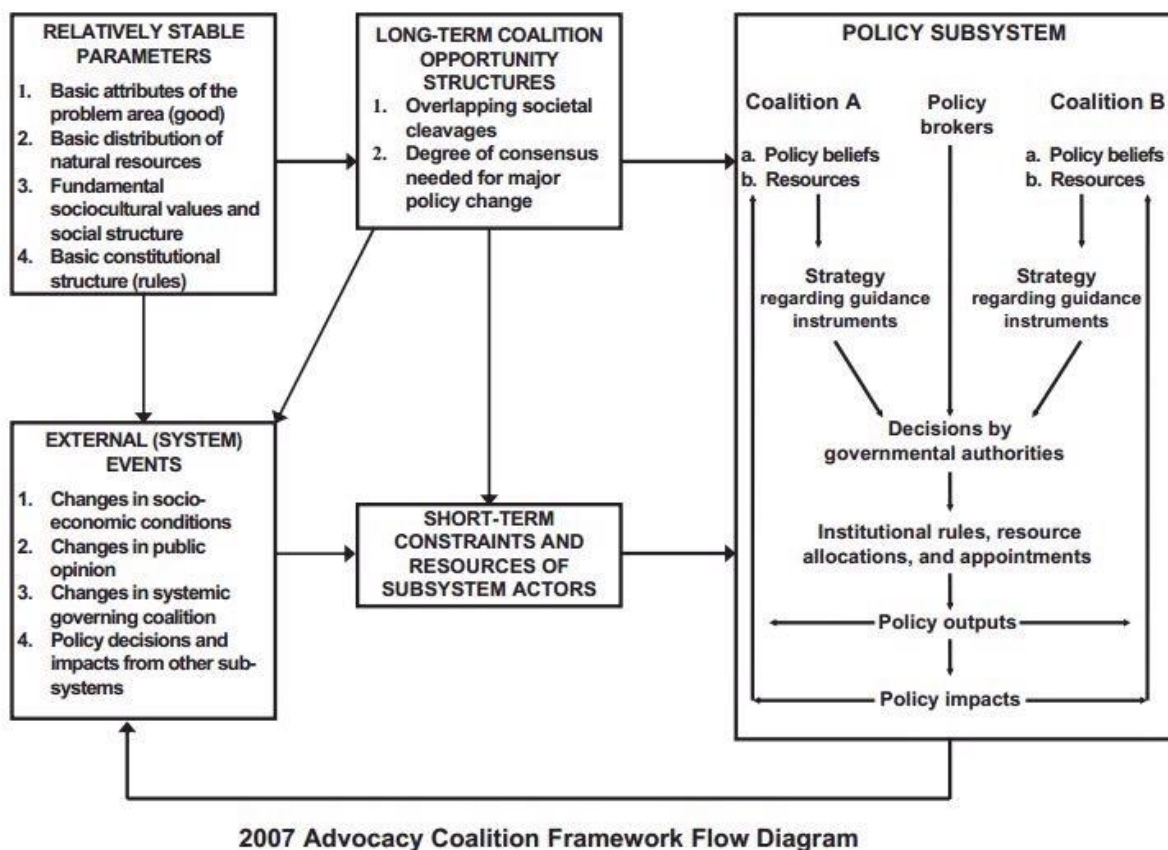 RELATIVELY STABLE
PARAMETERS
1. Basic attributes of the
problem area (good)
2. Basic distribution of
natural resources
3. Fundamental
sociocultural values and
social structure
4. Basic constitutional
structure (rules)
LONG-TERM COALITION
OPPORTUNITY
STRUCTURES
1. Overlapping societal
cleavages
2. Degree of consensus
needed for major
policy change
EXTERNAL (SYSTEM)
EVENTS
1. Changes in socio-
economic conditions
2. Changes in public
opinion
3. Changes in systemic
governing coalition
4. Policy decisions and
impacts from other sub-
systems
SHORT-TERM
CONSTRAINTS AND
RESOURCES OF
SUBSYSTEM ACTORS
POLICY SUBSYSTEM
Coalition A
a. Policy beliefs
b. Resources
Strategy
regarding guidance
instruments
Policy
brokers
Coalition B
a. Policy beliefs
b. Resources
Strategy
regarding guidance
instruments
Decisions by
governmental authorities
Institutional rules, resource
allocations, and appointments
Policy outputs
Policy impacts
2007 Advocacy Coalition Framework Flow Diagram